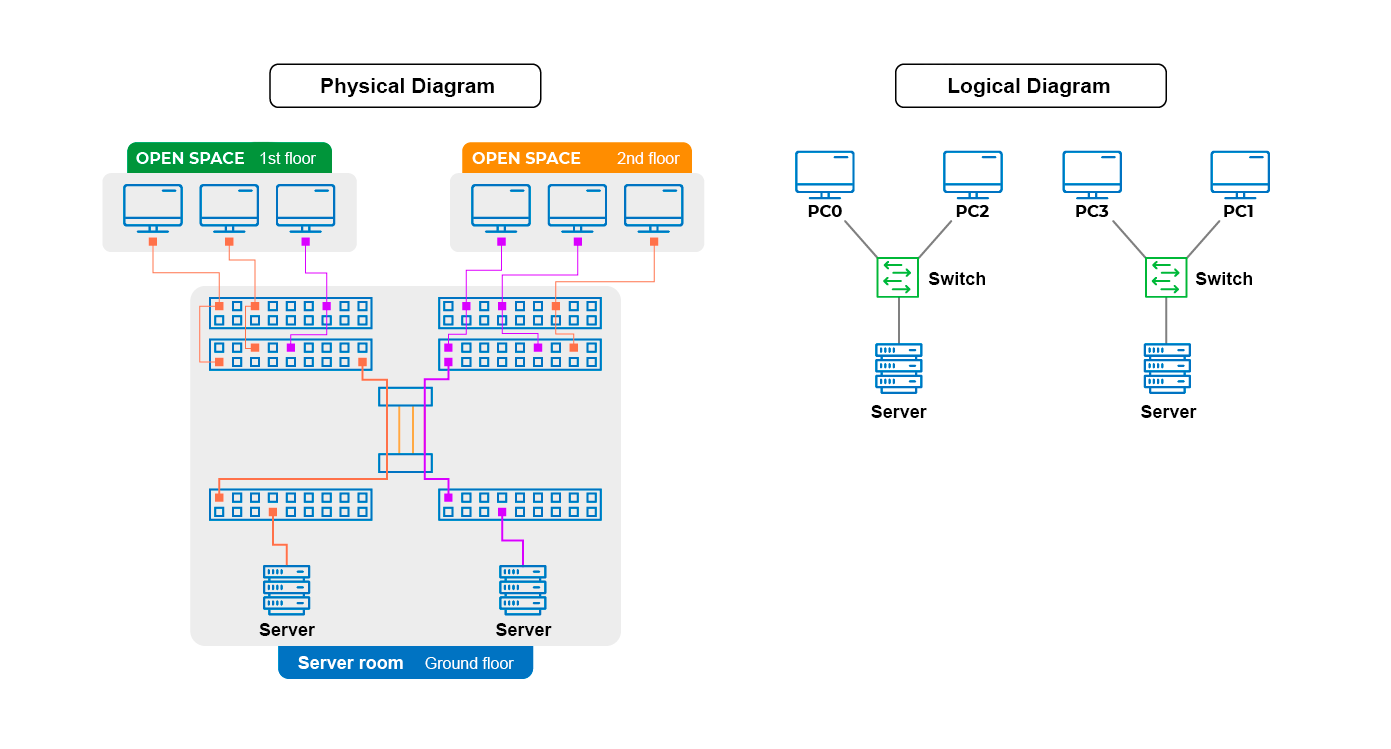 Physical Diagram
OPEN SPACE 1st floor
OPEN SPACE 2nd floor
Server
Server
Server room Ground floor
Logical Diagram
PC0
PC2
PC3
PC1
Switch
Switch
Server
Server